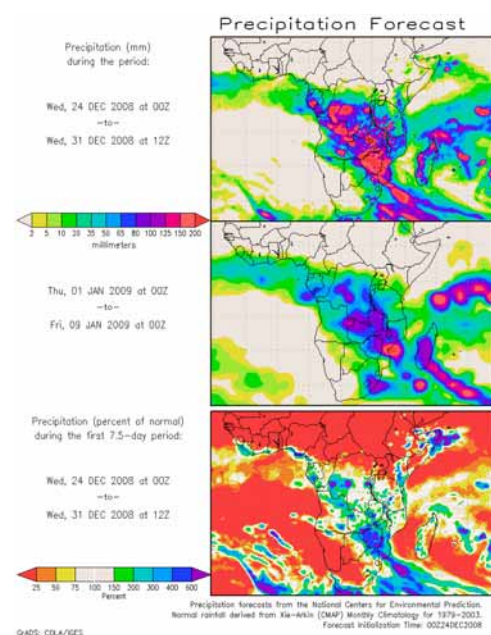 Precipitation Forecast
Precipitation (mm)
during the period:
Wed, 24 DEC 2008 at 00Z
-to-
Wed, 31 DEC 2008 at 12Z
2 5 10 20 35 50 65 80 100 125 150 200
millimeters
Thu, 01 JAN 2009 at 00Z
-to-
Fri, 09 JAN 2009 at 00Z
Precipitation (percent of normal)
during the first 7.5-day period:
Wed, 24 DEC 2008 at 00Z
-to-
Wed, 31 DEC 2008 at 12Z
25 50 75 100 150 200 300 400 600
Percent
Precipitation forecasts from the National Centers for Environmental Prediction.
Normal rainfall derived from Xie-Arkin (CMAP) Monthly Climatology for 1979-2003.
Forecast Initialization Time: 00Z24DEC2008
GrADS: COLA/IGES